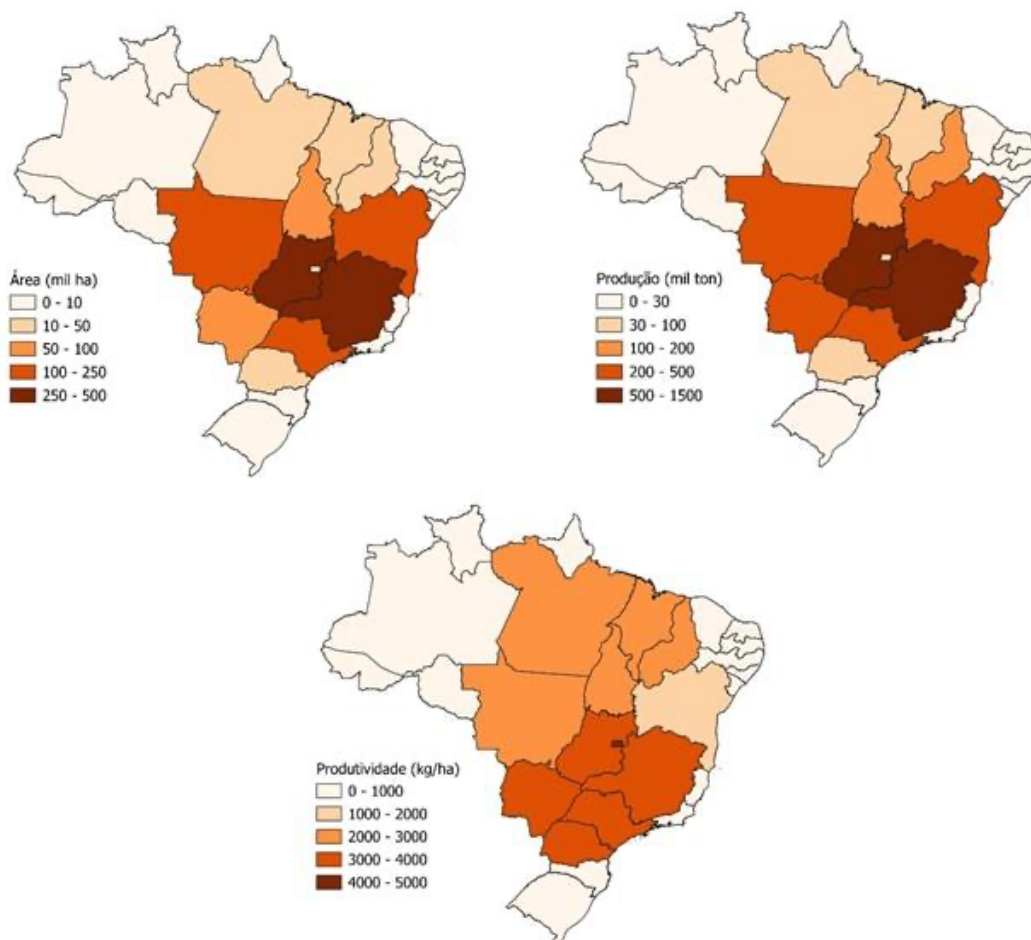 Área (mil ha)
0 - 10
10 - 50
50 - 100
100 - 250
250 - 500
Produção (mil ton)
0 - 30
30 - 100
100 - 200
200 - 500
500 - 1500
Produtividade (kg/ha)
0 - 1000
1000 - 2000
2000 - 3000
3000 - 4000
4000 - 5000